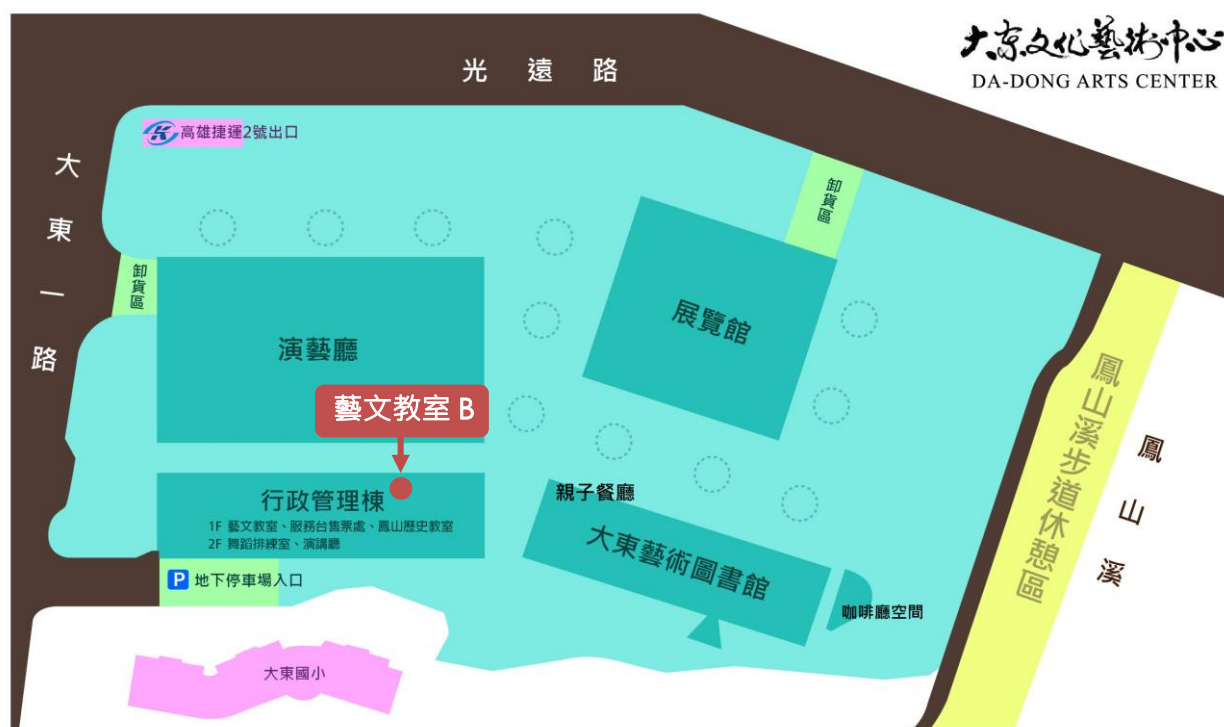 大東文化藝術中心
DA-DONG ARTS CENTER
光遠路
高雄捷運2號出口
大東一路
卸貨區
卸貨區
演藝廳
展覽館
藝文教室 B
行政管理棟
1F 藝文教室、服務台售票處、鳳山歷史教室
2F 舞蹈排練室、演講廳
P 地下停車場入口
親子餐廳
大東藝術圖書館
咖啡廳空間
鳳山溪步道休憩區
鳳山溪
大東國小